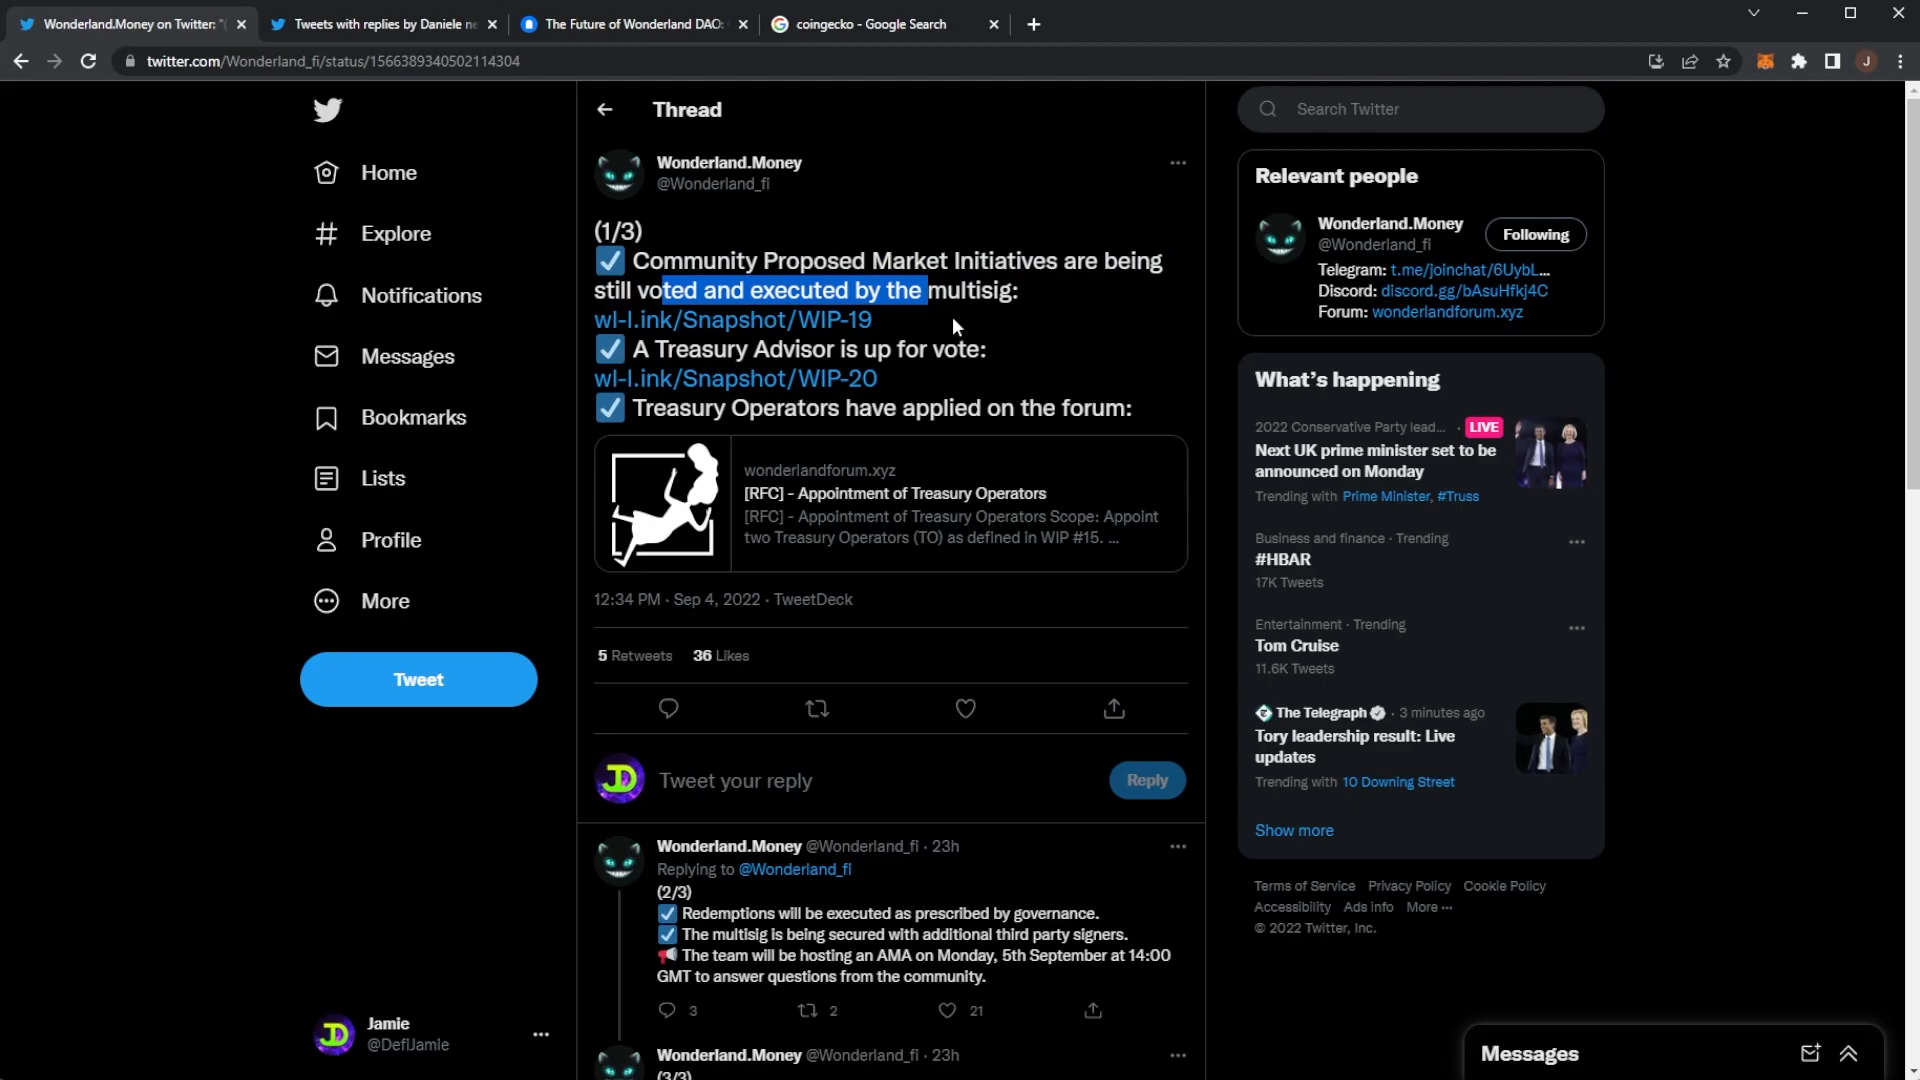 Wonderland.Money on Twitter: "(
Tweets with replies by Daniele ne
The Future of Wonderland DAO:
coingecko - Google Search
twitter.com/Wonderland_fi/status/1566389340502114304
J
Home
Explore
Notifications
Messages
Bookmarks
Lists
Profile
More
Tweet
Jamie
@DefiJamie
Thread
Wonderland.Money
@Wonderland_fi
(1/3)
Community Proposed Market Initiatives are being
still voted and executed by the multisig:
wl-l.ink/Snapshot/WIP-19
A Treasury Advisor is up for vote:
wl-l.ink/Snapshot/WIP-20
Treasury Operators have applied on the forum:
wonderlandforum.xyz
[RFC] - Appointment of Treasury Operators
[RFC] - Appointment of Treasury Operators Scope: Appoint
two Treasury Operators (TO) as defined in WIP #15. ...
12:34 PM · Sep 4, 2022 · TweetDeck
5 Retweets 36 Likes
JD
Tweet your reply
Reply
Wonderland.Money @Wonderland_fi · 23h
Replying to @Wonderland_fi
(2/3)
Redemptions will be executed as prescribed by governance.
The multisig is being secured with additional third party signers.
The team will be hosting an AMA on Monday, 5th September at 14:00
GMT to answer questions from the community.
3 2 21
Wonderland.Money @Wonderland_fi · 23h
(3/3)
Search Twitter
Relevant people
Wonderland.Money
@Wonderland_fi
Following
Telegram: t.me/joinchat/6UybL...
Discord: discord.gg/bAsuHfkj4C
Forum: wonderlandforum.xyz
What's happening
2022 Conservative Party lead... · LIVE
Next UK prime minister set to be
announced on Monday
Trending with Prime Minister, #Truss
Business and finance · Trending
#HBAR
17K Tweets
Entertainment · Trending
Tom Cruise
11.6K Tweets
The Telegraph · 3 minutes ago
Tory leadership result: Live
updates
Trending with 10 Downing Street
Show more
Terms of Service Privacy Policy Cookie Policy
Accessibility Ads info More ...
© 2022 Twitter, Inc.
Messages